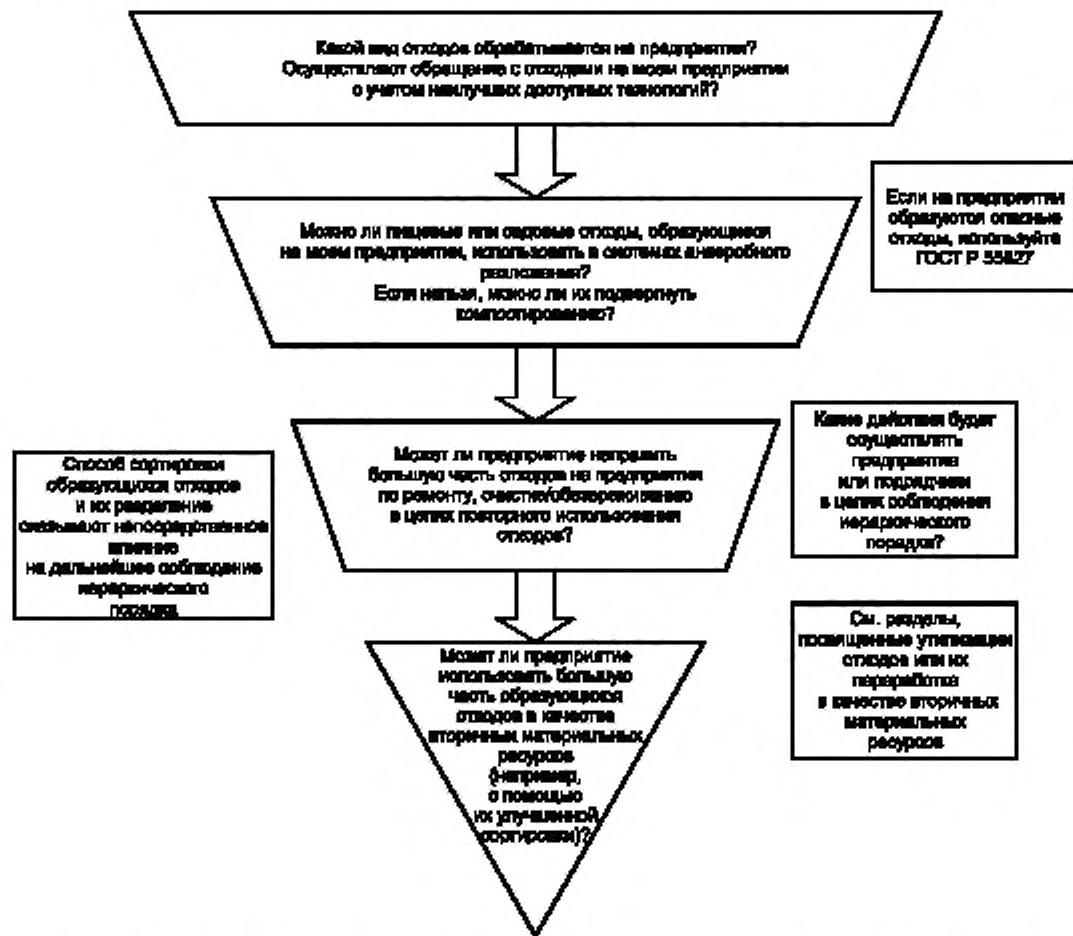 Какой вид отходов обрабатывается на предприятии?
Осуществляют обращение с отходами на моем предприятии
с учетом наилучших доступных технологий?
Если на предприятии
образуются опасные
отходы, используйте
ГОСТ Р 55827
Можно ли пищевые или садовые отходы, образующиеся
на моем предприятии, использовать в системах анаэробного
разложения?
Если нельзя, можно ли их подвергнуть
компостированию?
Какие действия будет
осуществлять
предприятие
или подрядчики
в целях соблюдения
иерархического
порядка?
Может ли предприятие направить
большую часть отходов на предприятия
по ремонту, очистке/обезвреживанию
в целях повторного использования
отходов?
Способ сортировки
образующихся отходов
и их разделение
оказывают непосредственное
влияние
на дальнейшее соблюдение
иерархического
порядка
См. разделы,
посвященные утилизации
отходов или их
переработке
в качестве вторичных
материальных
ресурсов
Может ли предприятие
использовать большую
часть образующихся
отходов в качестве
вторичных материальных
ресурсов
(например,
с помощью
их улучшенной
сортировки)?